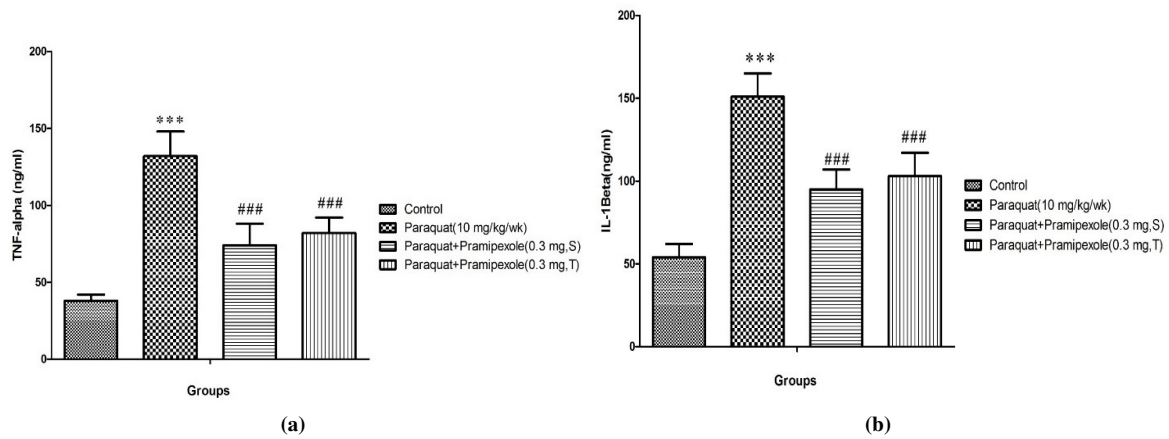 200
150
100
50
0
TNF-alpha (ng/ml)
***
###
###
Groups
Control
Paraquat(10 mg/kg/wk)
Paraquat+Pramipexole(0.3 mg,S)
Paraquat+Pramipexole(0.3 mg,T)
(a)
200
150
100
50
0
IL-1Beta(ng/ml)
***
###
###
Groups
Control
Paraquat(10 mg/kg/wk)
Paraquat+Pramipexole(0.3 mg,S)
Paraquat+Pramipexole(0.3 mg,T)
(b)